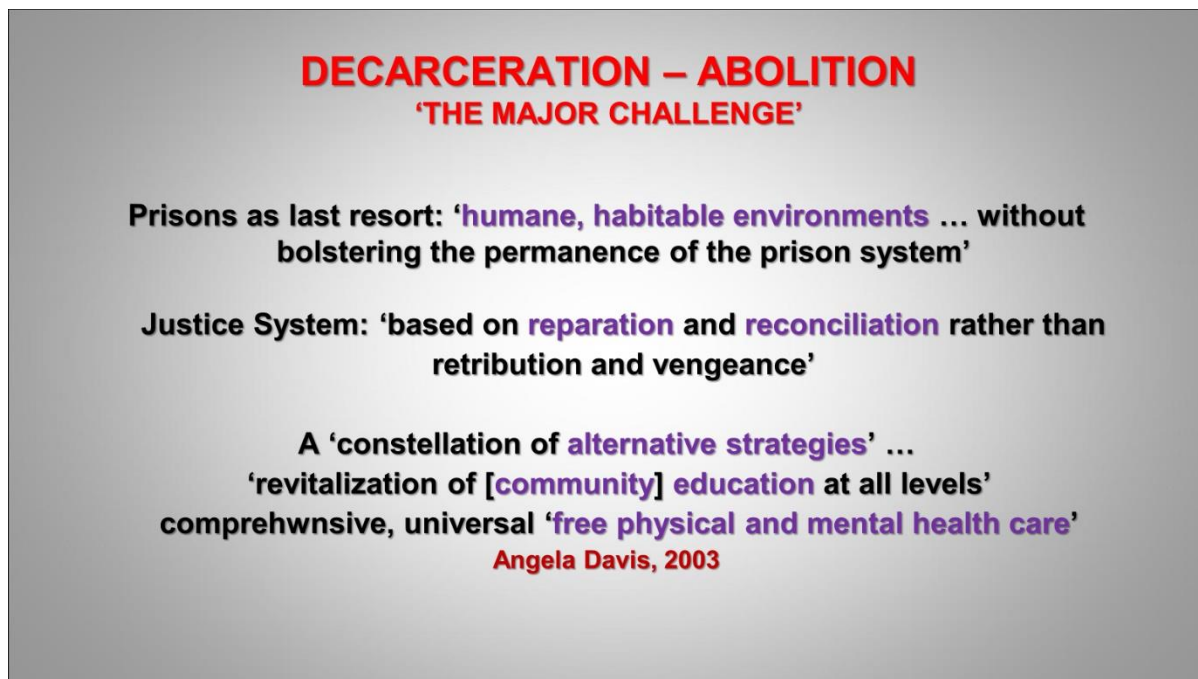 DECARCERATION – ABOLITION
‘THE MAJOR CHALLENGE’
Prisons as last resort: ‘humane, habitable environments … without
bolstering the permanence of the prison system’
Justice System: ‘based on reparation and reconciliation rather than
retribution and vengeance’
A ‘constellation of alternative strategies’ …
‘revitalization of [community] education at all levels’
comprehwnsive, universal ‘free physical and mental health care’
Angela Davis, 2003